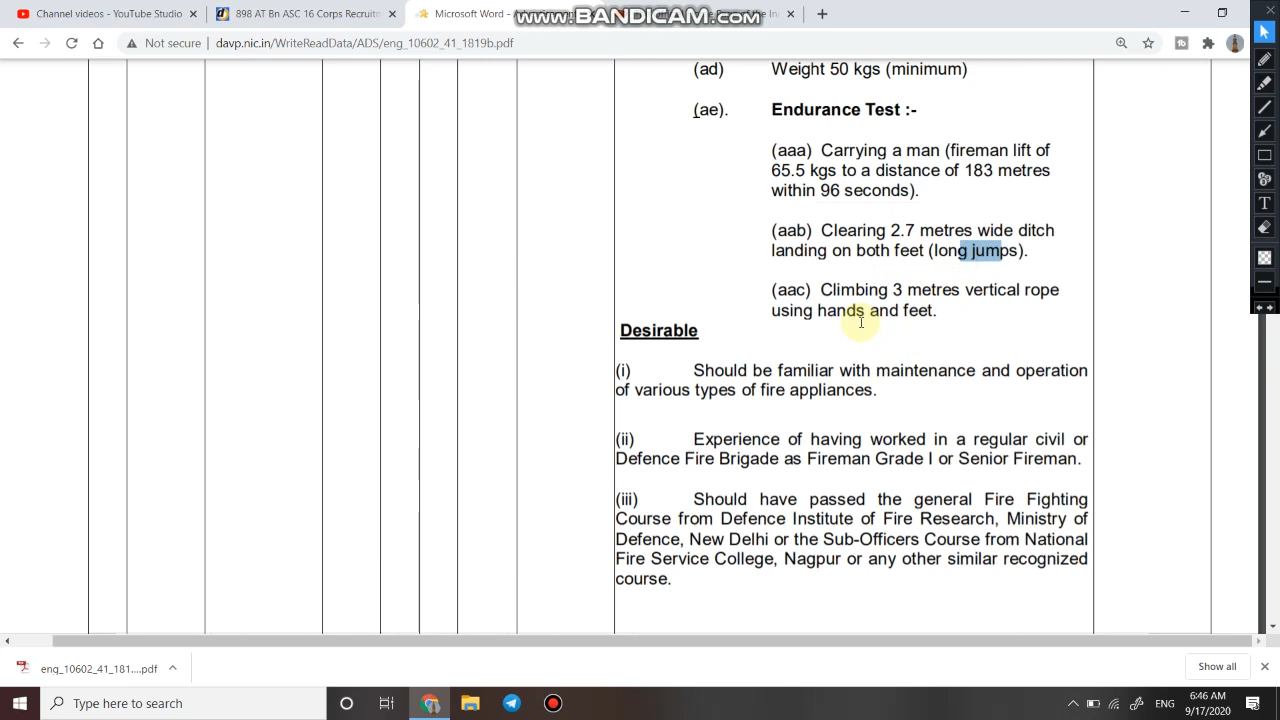 Channel videos - YouTube Studio
898 AT Bn ASC 16 Corps Recruitm
Microsoft Word - A
www.BANDICAM.com
Not secure
davp.nic.in/WriteReadData/ADS/eng_10602_41_1819b.pdf
(ad) Weight 50 kgs (minimum)
(ae). Endurance Test :-
(aaa) Carrying a man (fireman lift of
65.5 kgs to a distance of 183 metres
within 96 seconds).
(aab) Clearing 2.7 metres wide ditch
landing on both feet (long jumps).
(aac) Climbing 3 metres vertical rope
using hands and feet.
Desirable
(i) Should be familiar with maintenance and operation
of various types of fire appliances.
(ii) Experience of having worked in a regular civil or
Defence Fire Brigade as Fireman Grade I or Senior Fireman.
(iii) Should have passed the general Fire Fighting
Course from Defence Institute of Fire Research, Ministry of
Defence, New Delhi or the Sub-Officers Course from National
Fire Service College, Nagpur or any other similar recognized
course.
eng_10602_41_181....pdf
Show all
Type here to search
ENG
6:46 AM
9/17/2020